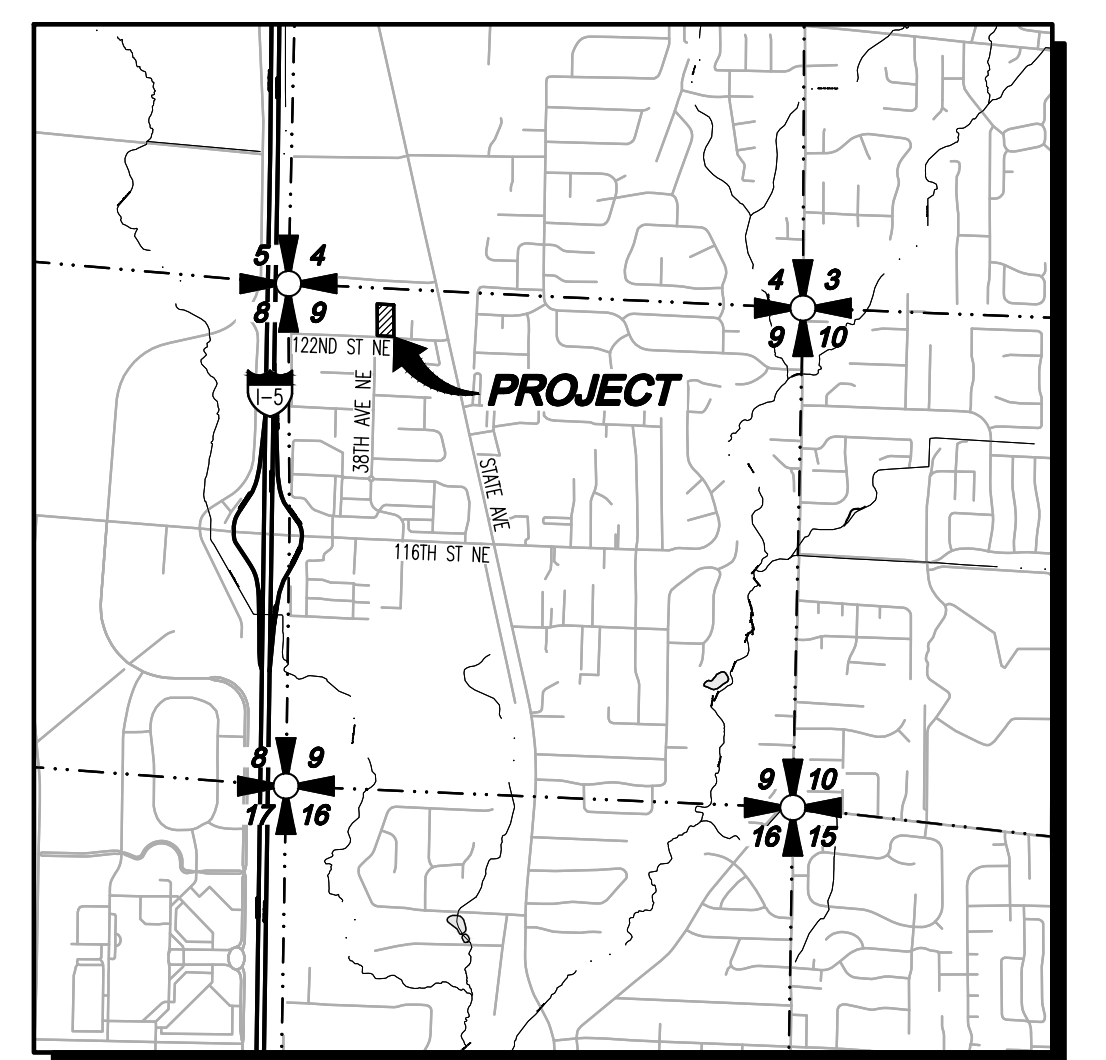 5 4
8 9
4 3
9 10
122ND ST NE
I-5
38TH AVE NE
PROJECT
STATE AVE
116TH ST NE
8 9
17 16
9 10
16 15